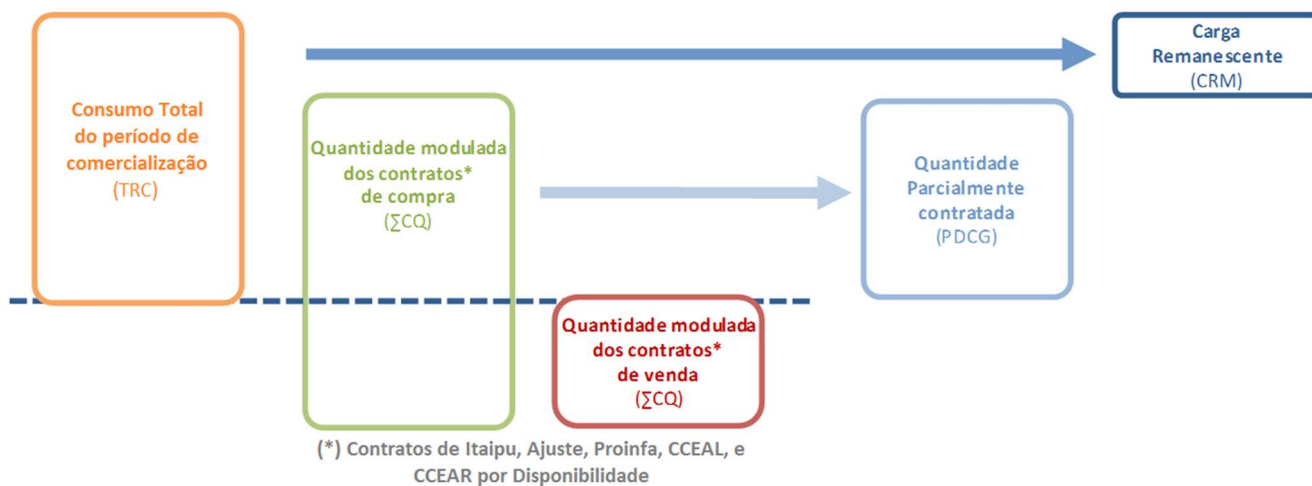 Consumo Total
do período de
comercialização
(TRC)
Quantidade modulada
dos contratos*
de compra
(∑CQ)
Quantidade modulada
dos contratos*
de venda
(∑CQ)
Quantidade
Parcialmente
contratada
(PDCG)
Carga
Remanescente
(CRM)
(*) Contratos de Itaipu, Ajuste, Proinfa, CCEAL, e
CCEAR por Disponibilidade